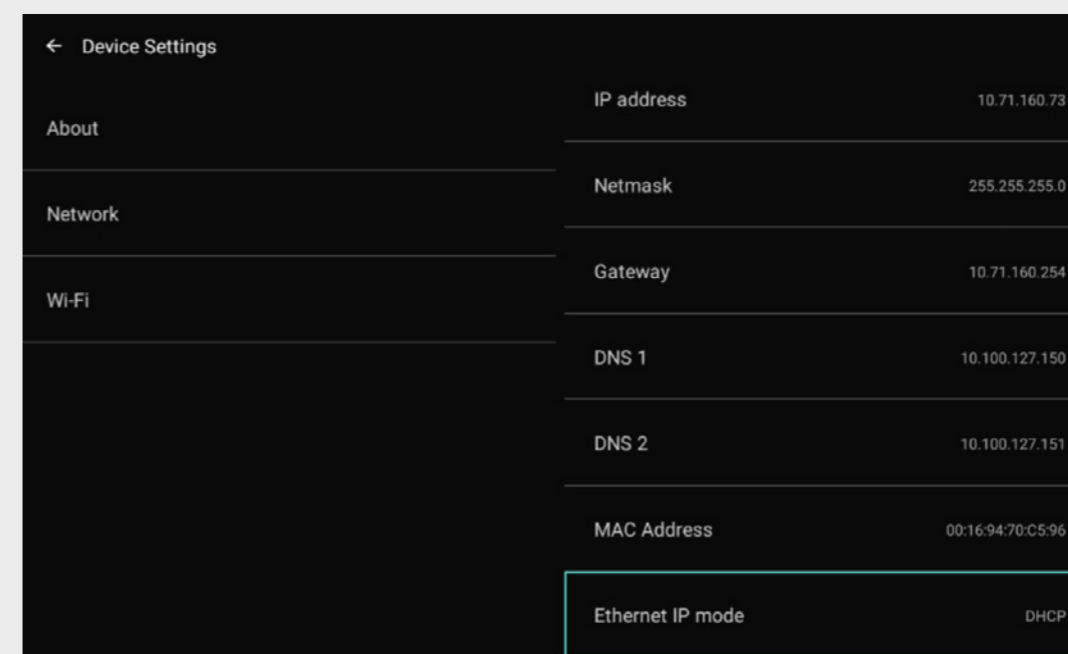 ← Device Settings
About
Network
Wi-Fi
IP address 10.71.160.73
Netmask 255.255.255.0
Gateway 10.71.160.254
DNS 1 10.100.127.150
DNS 2 10.100.127.151
MAC Address 00:16:94:70:C5:96
Ethernet IP mode DHCP